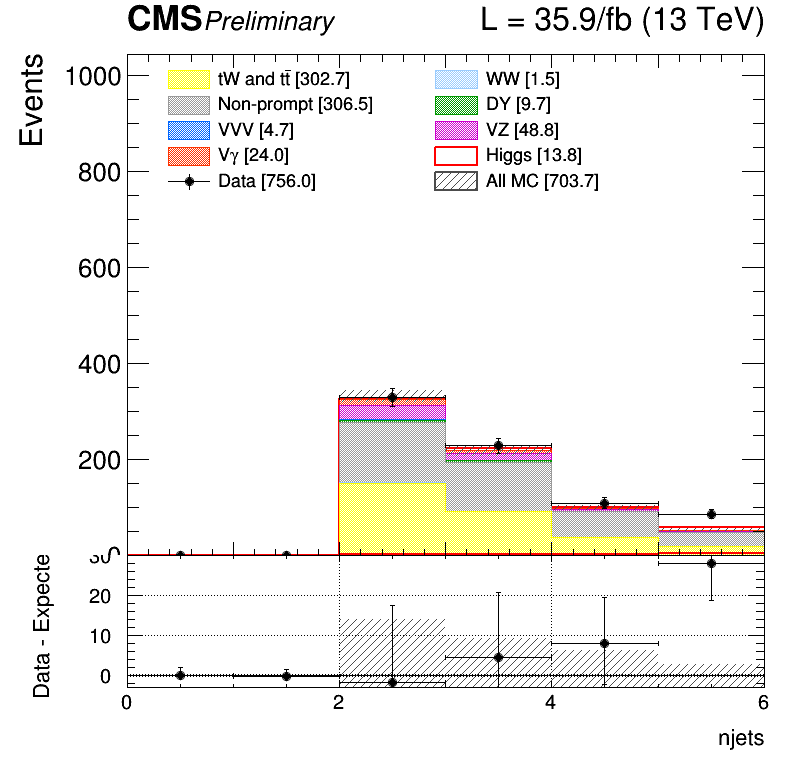 CMS Preliminary L = 35.9/fb (13 TeV)
Events
1000
800
600
400
200
0
tW and tt̄ [302.7]
Non-prompt [306.5]
VVV [4.7]
Vγ [24.0]
Data [756.0]
WW [1.5]
DY [9.7]
VZ [48.8]
Higgs [13.8]
All MC [703.7]
Data - Expecte
30
20
10
0
0 2 4 6
njets